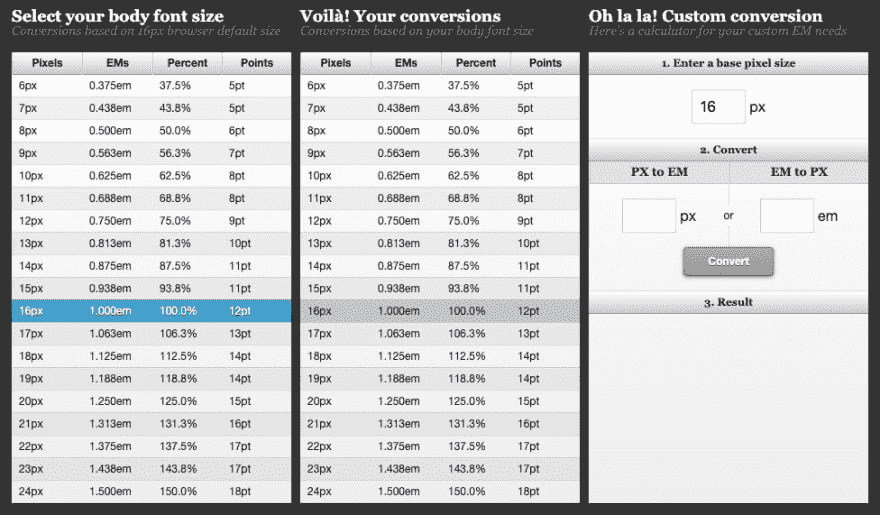 Select your body font size
Conversions based on 16px browser default size
Pixels EMs Percent Points
6px 0.375em 37.5% 5pt
7px 0.438em 43.8% 5pt
8px 0.500em 50.0% 6pt
9px 0.563em 56.3% 7pt
10px 0.625em 62.5% 8pt
11px 0.688em 68.8% 8pt
12px 0.750em 75.0% 9pt
13px 0.813em 81.3% 10pt
14px 0.875em 87.5% 11pt
15px 0.938em 93.8% 11pt
16px 1.000em 100.0% 12pt
17px 1.063em 106.3% 13pt
18px 1.125em 112.5% 14pt
19px 1.188em 118.8% 14pt
20px 1.250em 125.0% 15pt
21px 1.313em 131.3% 16pt
22px 1.375em 137.5% 17pt
23px 1.438em 143.8% 17pt
24px 1.500em 150.0% 18pt
Voilà! Your conversions
Conversions based on your body font size
Pixels EMs Percent Points
6px 0.375em 37.5% 5pt
7px 0.438em 43.8% 5pt
8px 0.500em 50.0% 6pt
9px 0.563em 56.3% 7pt
10px 0.625em 62.5% 8pt
11px 0.688em 68.8% 8pt
12px 0.750em 75.0% 9pt
13px 0.813em 81.3% 10pt
14px 0.875em 87.5% 11pt
15px 0.938em 93.8% 11pt
16px 1.000em 100.0% 12pt
17px 1.063em 106.3% 13pt
18px 1.125em 112.5% 14pt
19px 1.188em 118.8% 14pt
20px 1.250em 125.0% 15pt
21px 1.313em 131.3% 16pt
22px 1.375em 137.5% 17pt
23px 1.438em 143.8% 17pt
24px 1.500em 150.0% 18pt
Oh la la! Custom conversion
Here's a calculator for your custom EM needs
1. Enter a base pixel size
16 px
2. Convert
PX to EM EM to PX
px or em
Convert
3. Result